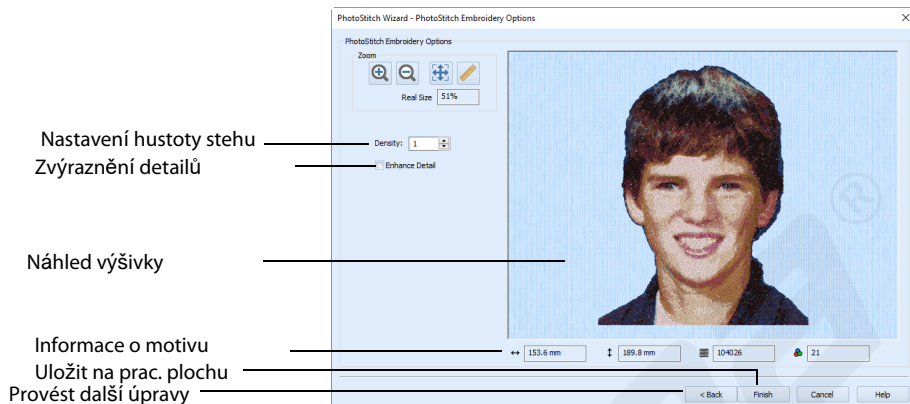 PhotoStitch Wizard - PhotoStitch Embroidery Options
PhotoStitch Embroidery Options
Zoom
Real Size 51%
Nastavení hustoty stehu
Density: 1
Zvýraznění detailů
Enhance Detail
Náhled výšivky
®
Informace o motivu
153.6 mm 189.8 mm 104026 21
Uložit na prac. plochu
Provést další úpravy
< Back Finish Cancel Help